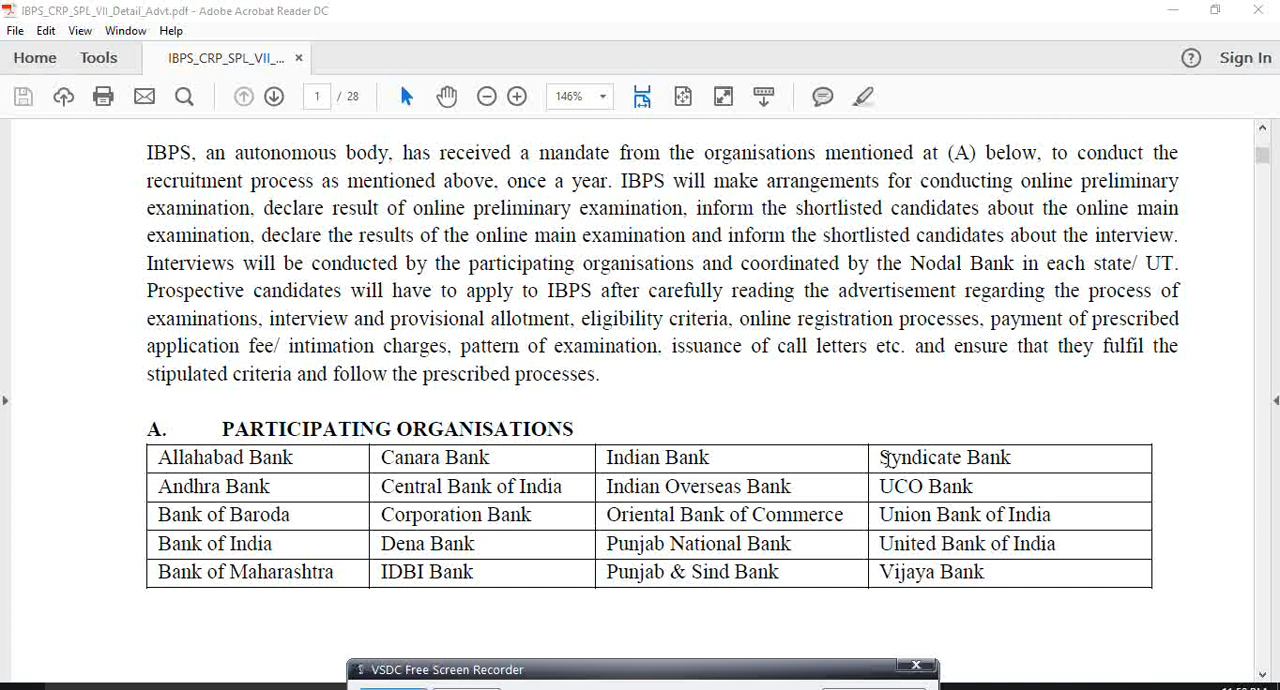 IBPS_CRP_SPL_VII_Detail_Advt.pdf - Adobe Acrobat Reader DC
File Edit View Window Help
Home Tools IBPS_CRP_SPL_VII_... × ? Sign In
1 / 28 146%
IBPS, an autonomous body, has received a mandate from the organisations mentioned at (A) below, to conduct the
recruitment process as mentioned above, once a year. IBPS will make arrangements for conducting online preliminary
examination, declare result of online preliminary examination, inform the shortlisted candidates about the online main
examination, declare the results of the online main examination and inform the shortlisted candidates about the interview.
Interviews will be conducted by the participating organisations and coordinated by the Nodal Bank in each state/ UT.
Prospective candidates will have to apply to IBPS after carefully reading the advertisement regarding the process of
examinations, interview and provisional allotment, eligibility criteria, online registration processes, payment of prescribed
application fee/ intimation charges, pattern of examination, issuance of call letters etc. and ensure that they fulfil the
stipulated criteria and follow the prescribed processes.
A. PARTICIPATING ORGANISATIONS
Allahabad Bank Canara Bank Indian Bank Syndicate Bank
Andhra Bank Central Bank of India Indian Overseas Bank UCO Bank
Bank of Baroda Corporation Bank Oriental Bank of Commerce Union Bank of India
Bank of India Dena Bank Punjab National Bank United Bank of India
Bank of Maharashtra IDBI Bank Punjab & Sind Bank Vijaya Bank
VSDC Free Screen Recorder